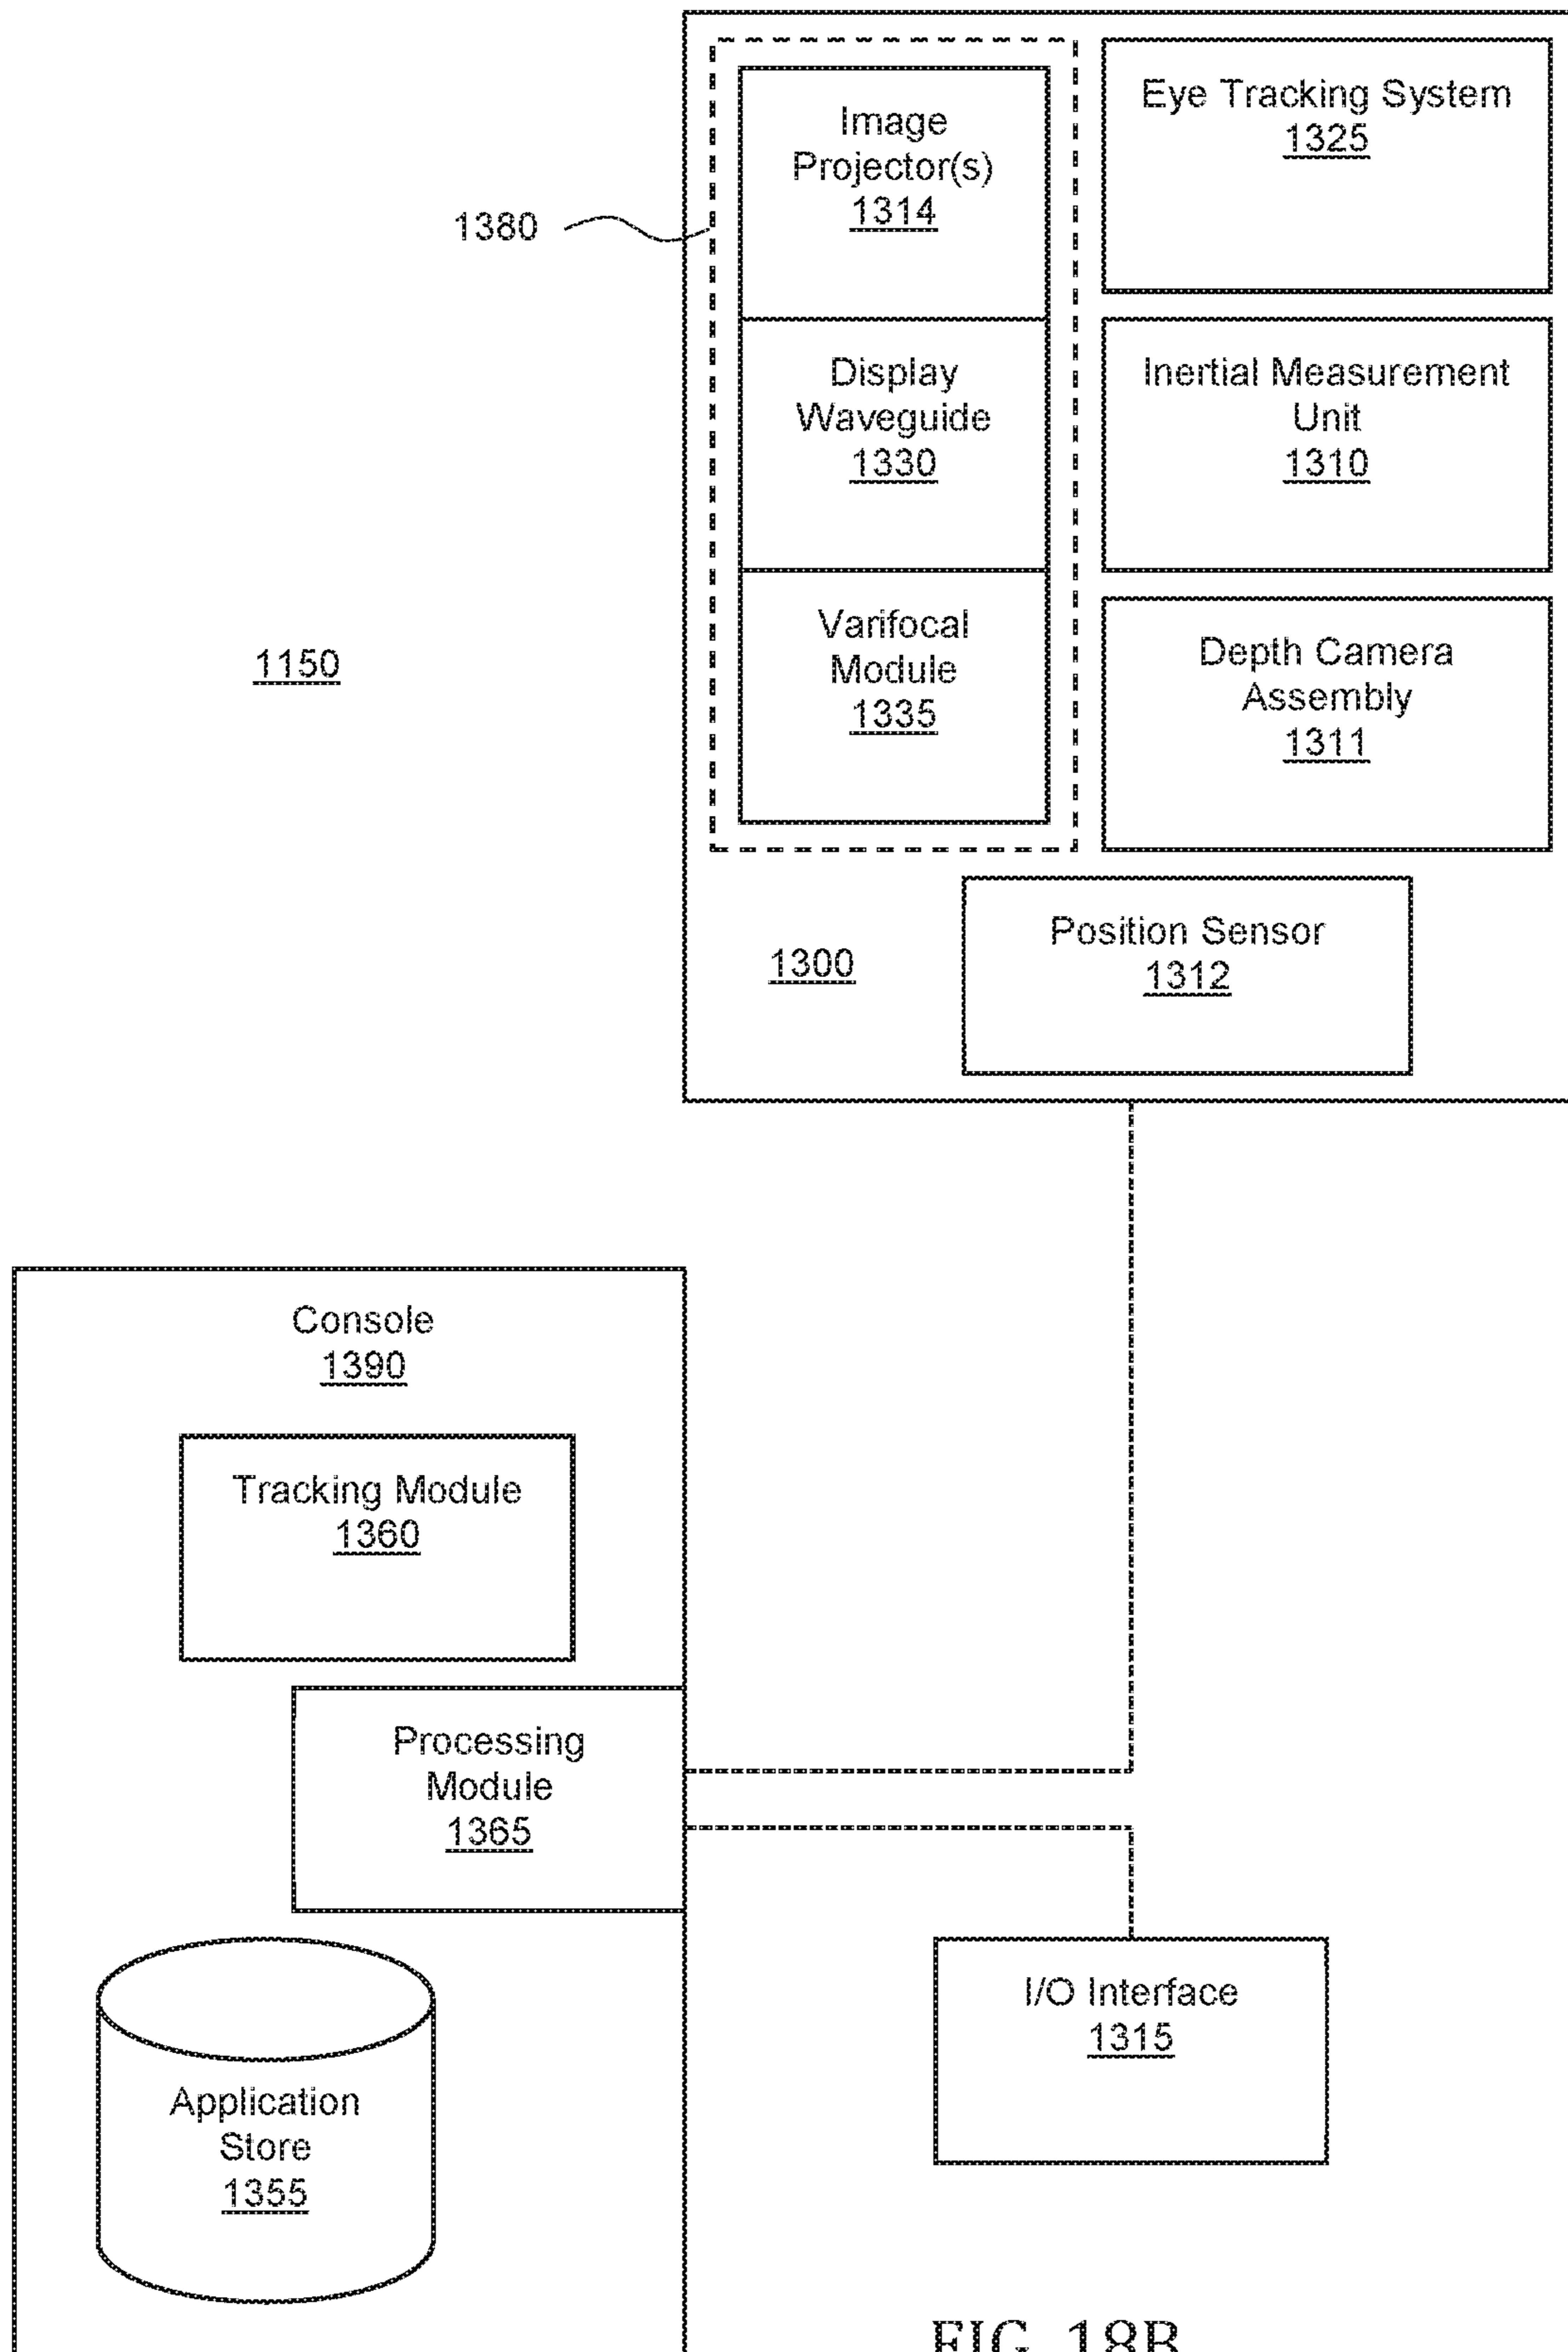 Image
Projector(s)
1314
Eye Tracking System
1325
1380
Display
Waveguide
1330
Inertial Measurement
Unit
1310
Varifocal
Module
1335
Depth Camera
Assembly
1311
1150
Position Sensor
1312
1300
Console
1390
Tracking Module
1360
Processing
Module
1365
I/O Interface
1315
Application
Store
1355
FIG. 18B